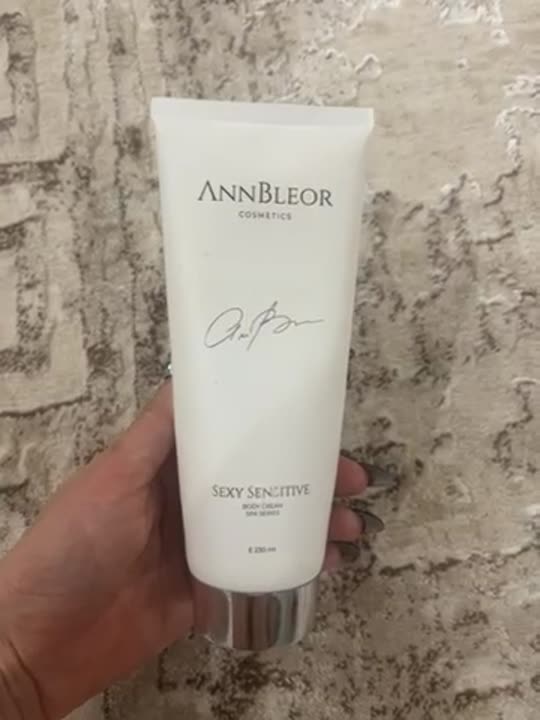 ANNBLEOR
COSMETICS
SEXY SENSITIVE
BODY CREAM
SPA SERIES